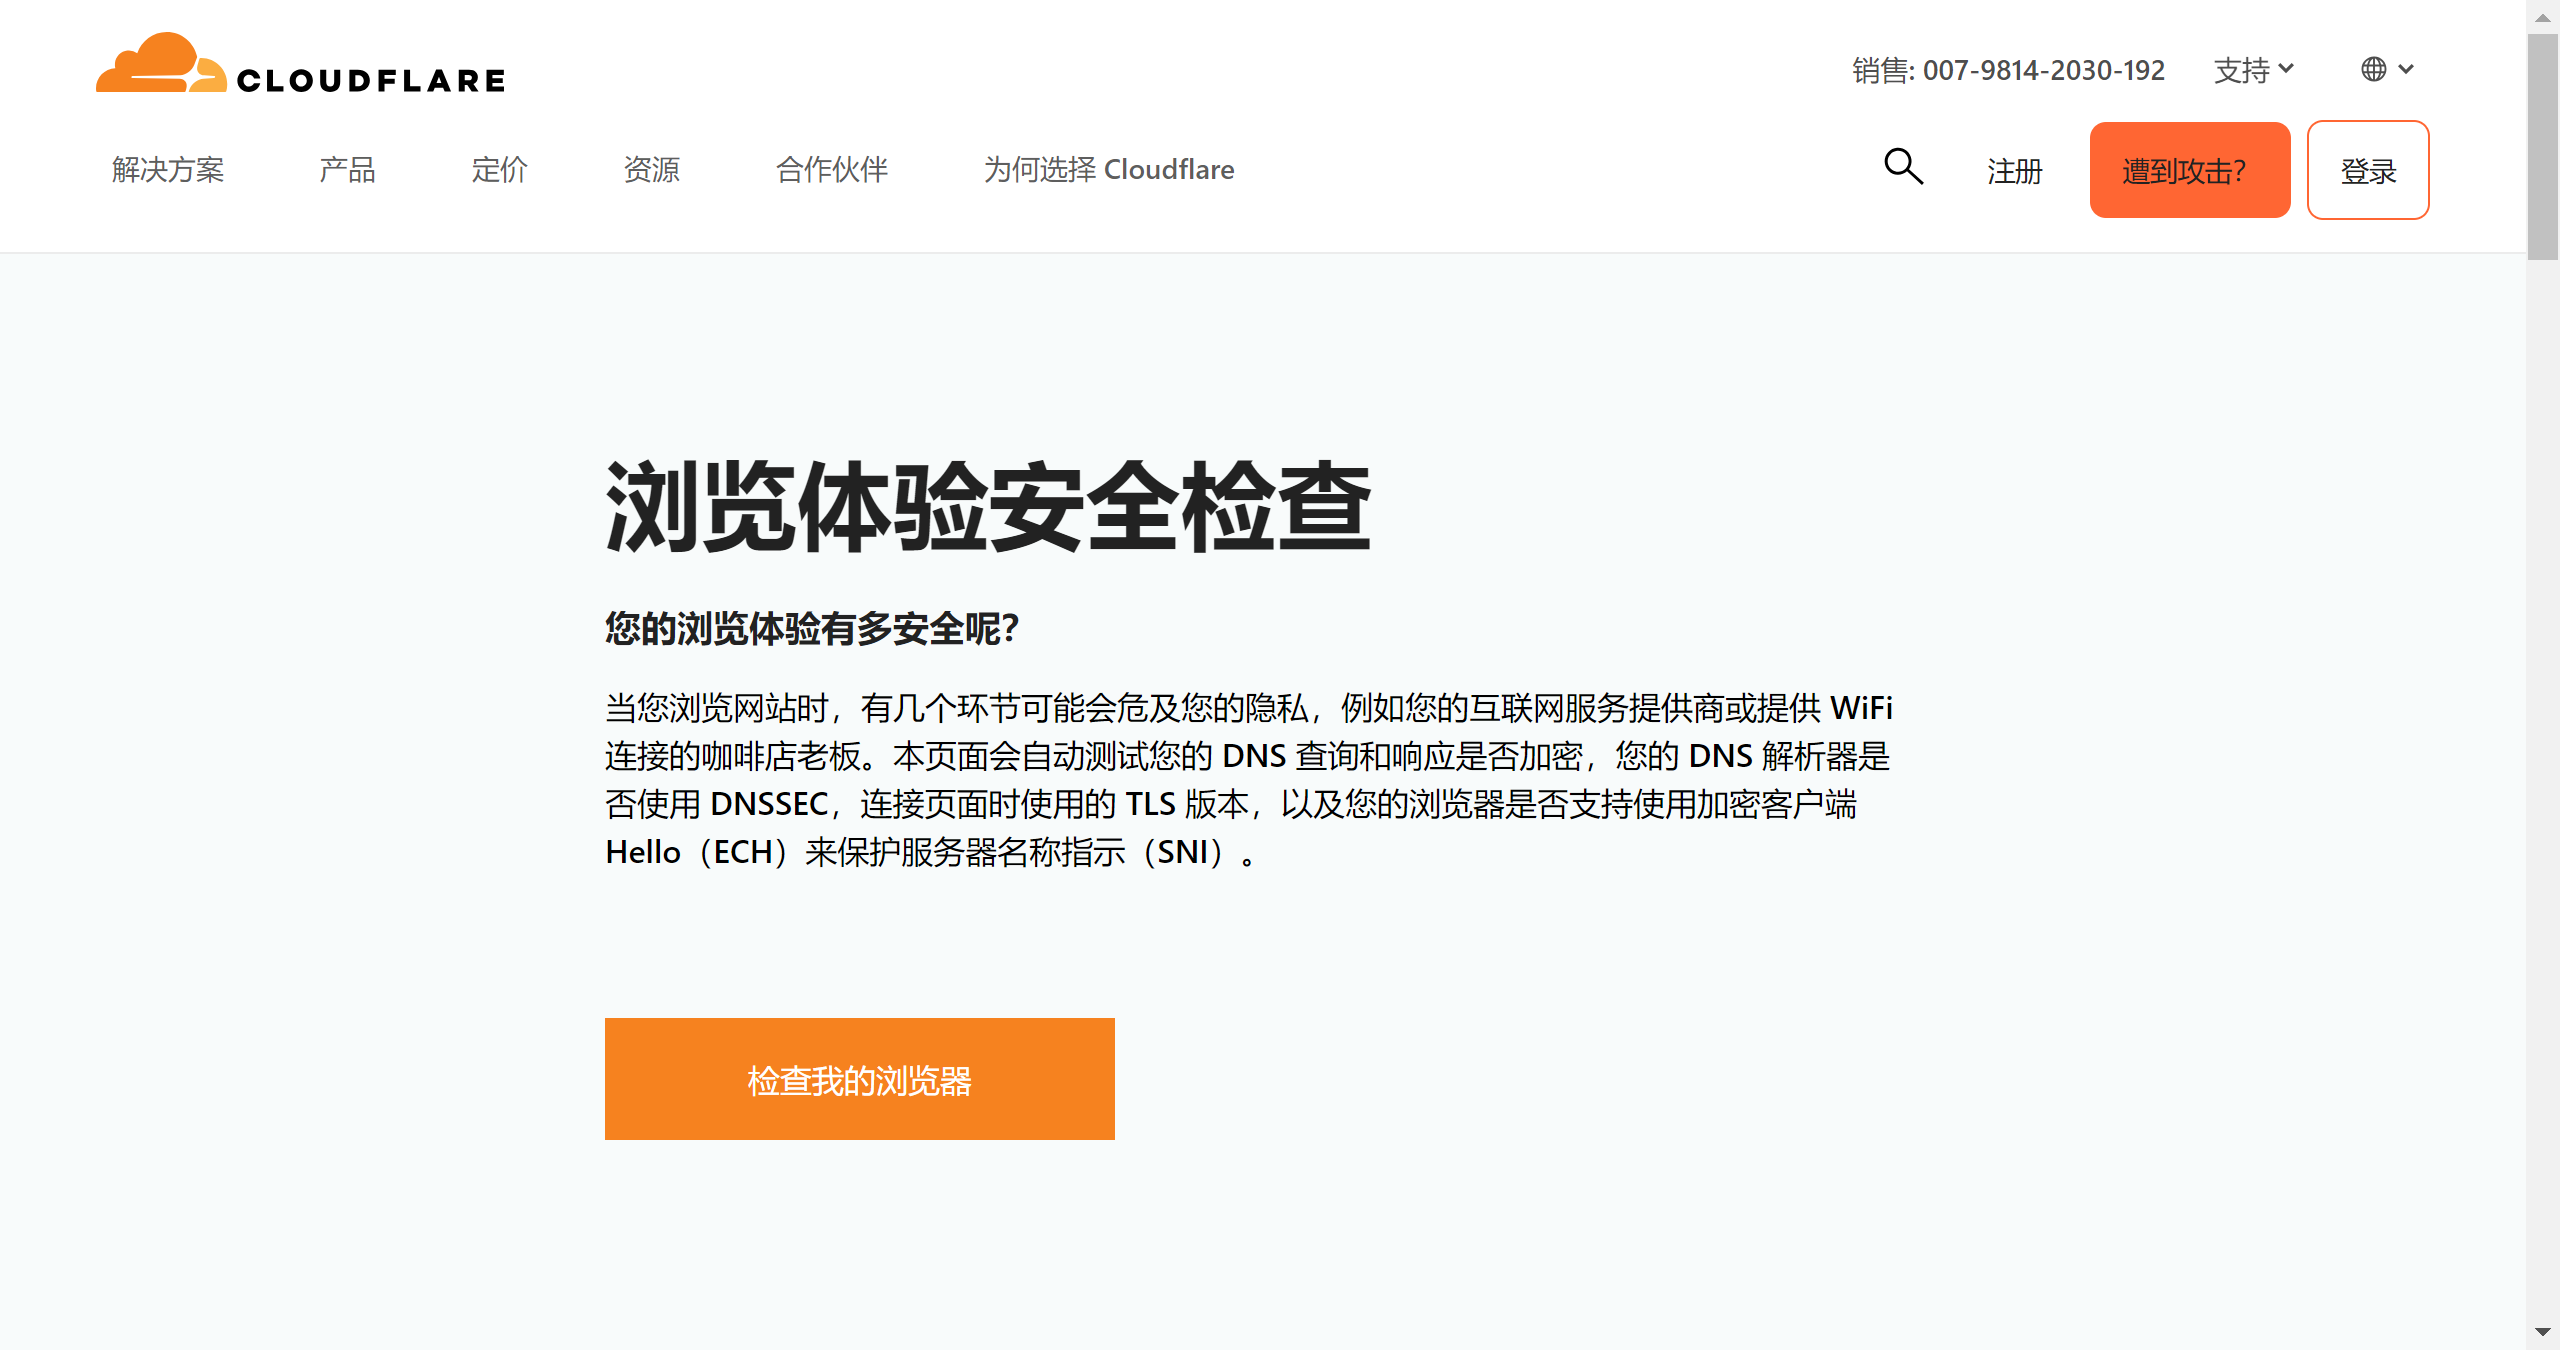 CLOUDFLARE
销售: 007-9814-2030-192
支持
解决方案
产品
定价
资源
合作伙伴
为何选择 Cloudflare
注册
遭到攻击?
登录
浏览体验安全检查
您的浏览体验有多安全呢?
当您浏览网站时，有几个环节可能会危及您的隐私，例如您的互联网服务提供商或提供 WiFi
连接的咖啡店老板。本页面会自动测试您的 DNS 查询和响应是否加密，您的 DNS 解析器是
否使用 DNSSEC，连接页面时使用的 TLS 版本，以及您的浏览器是否支持使用加密客户端
Hello（ECH）来保护服务器名称指示（SNI）。
检查我的浏览器